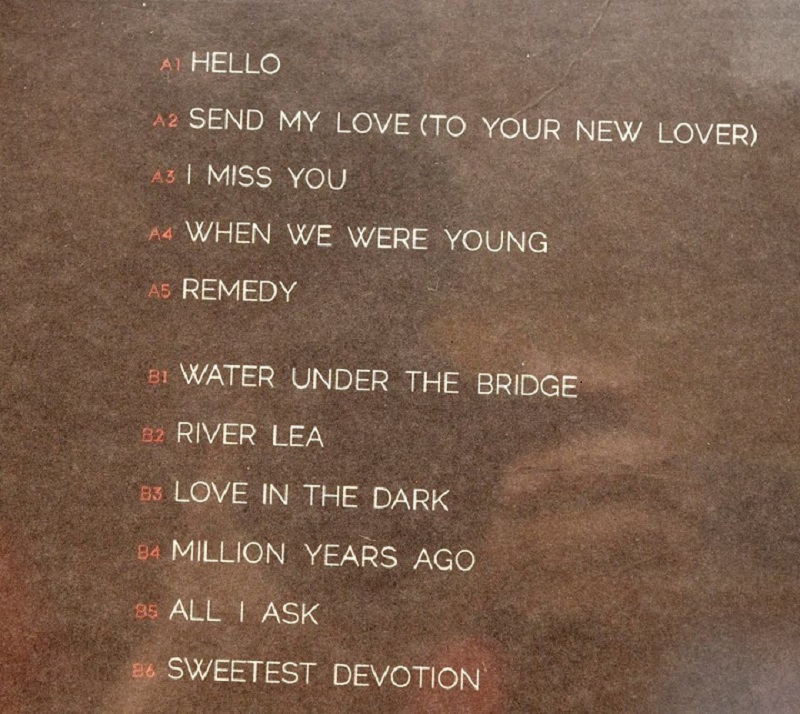 A1 HELLO
A2 SEND MY LOVE (TO YOUR NEW LOVER)
A3 I MISS YOU
A4 WHEN WE WERE YOUNG
A5 REMEDY
B1 WATER UNDER THE BRIDGE
B2 RIVER LEA
B3 LOVE IN THE DARK
B4 MILLION YEARS AGO
B5 ALL I ASK
B6 SWEETEST DEVOTION